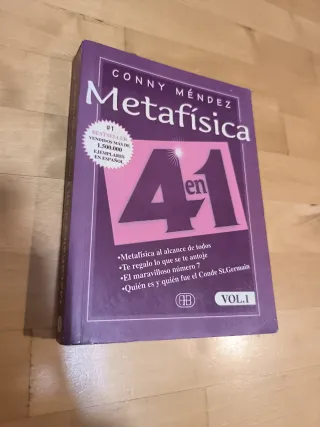 CONNY MÉNDEZ
Metafísica
#1
BESTSELLER
VENDIDOS MÁS DE
1,500.000
EJEMPLARES
EN ESPAÑOL
4 en 1
•Metafísica al alcance de todos
•Te regalo lo que se te antoje
•El maravilloso número 7
•Quién es y quién fue el Conde St.Germain
VOL.1